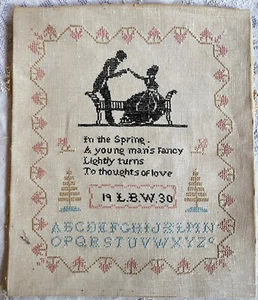 In the Spring.
A young man's Fancy
Lightly turns
To thoughts of love
19 L.B.W. 30
ABCDEFGHIJKLMN
OPQRSTUVWXYZ